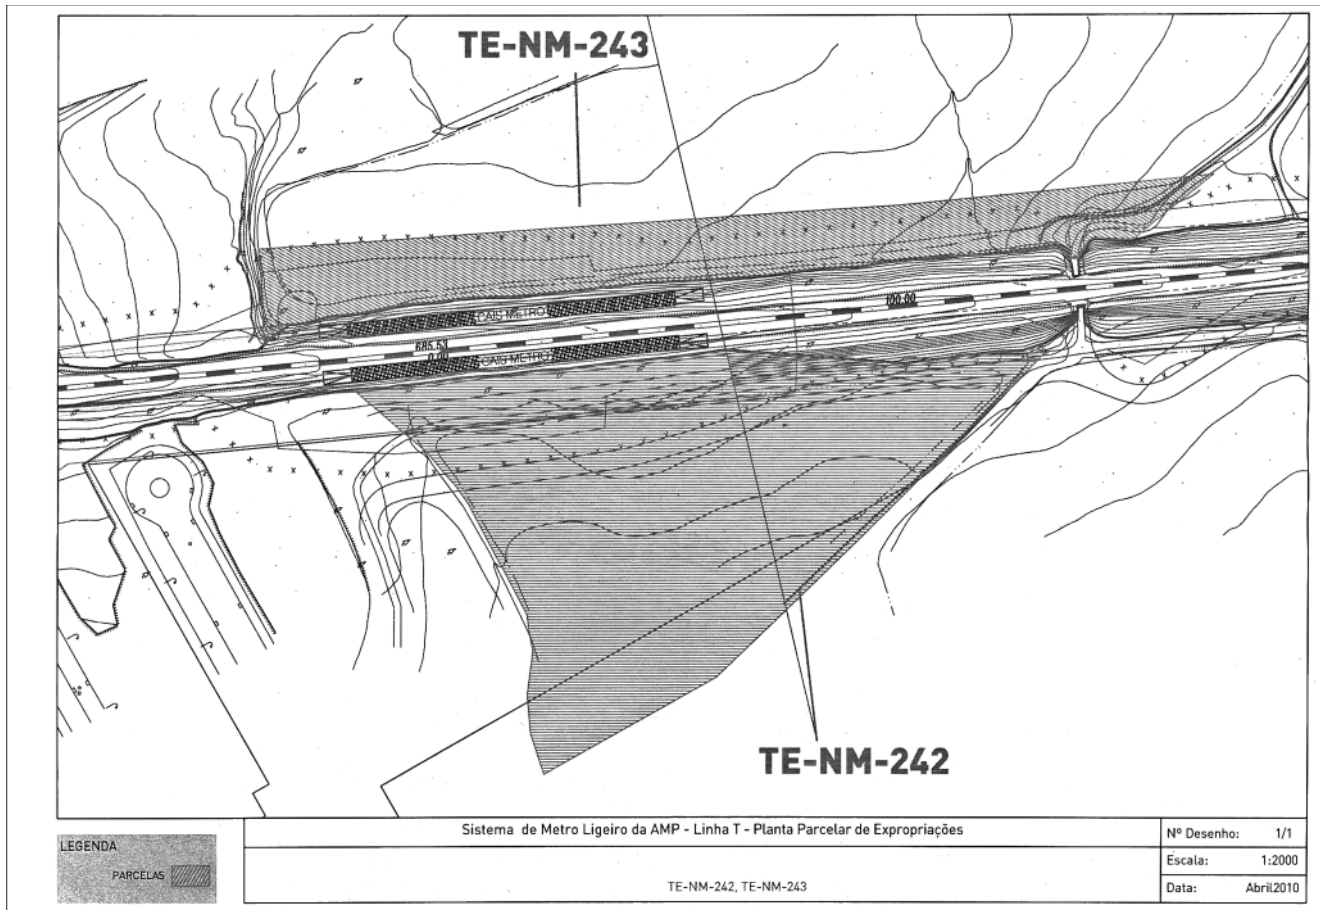 TE-NM-243
100.00
CAIS METRO
685.53
0.00
CAIS METRO
TE-NM-242
Sistema de Metro Ligeiro da AMP - Linha T - Planta Parcelar de Expropriações
TE-NM-242, TE-NM-243
Nº Desenho: 1/1
Escala: 1:2000
Data: Abril2010
LEGENDA
PARCELAS